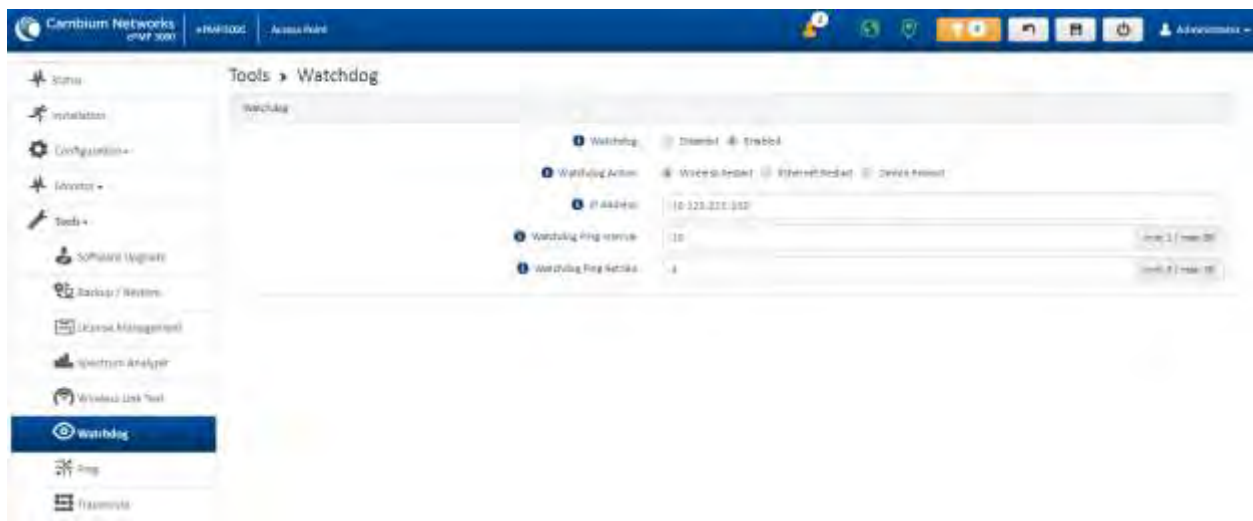 Cambium Networks
ePMP 3000
Access Point
Administrator
Status
Installation
Configuration
Monitor
Tools
Software Upgrade
Backup / Restore
License Management
Spectrum Analyzer
Wireless Link Test
Watchdog
Ping
Traceroute
Tools > Watchdog
Watchdog
Watchdog Disabled Enabled
Watchdog Action Wireless Restart Ethernet Restart Device Reboot
IP Address
Watchdog Ping Interval 10
Watchdog Ping Retries